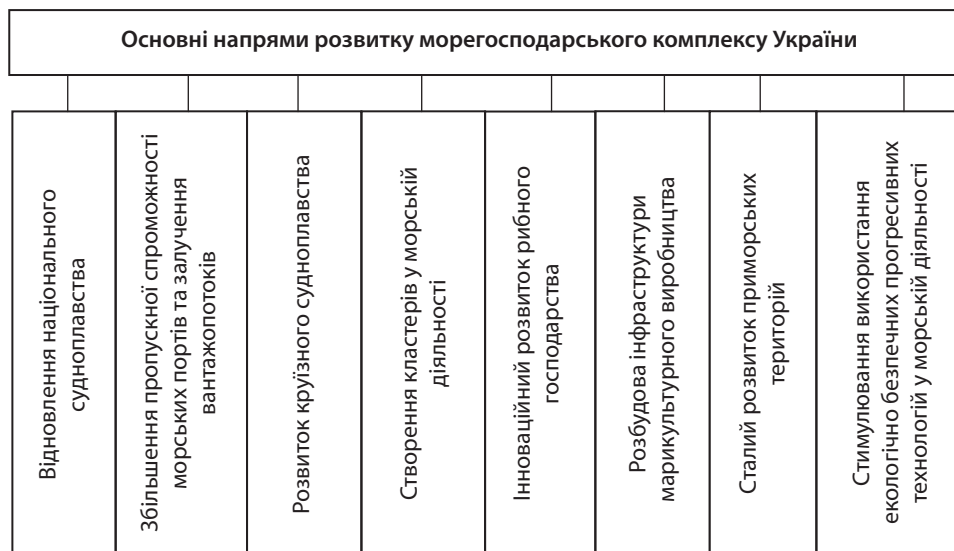 Основні напрями розвитку морегосподарського комплексу України
Відновлення національного
судноплавства
Збільшення пропускної спроможності
морських портів та залучення
вантажопотоків
Розвиток круїзного судноплавства
Створення кластерів у морській
діяльності
Інноваційний розвиток рибного
господарства
Розбудова інфраструктури
марикультурного виробництва
Сталий розвиток приморських
територій
Стимулювання використання
екологічно безпечних прогресивних
технологій у морській діяльності